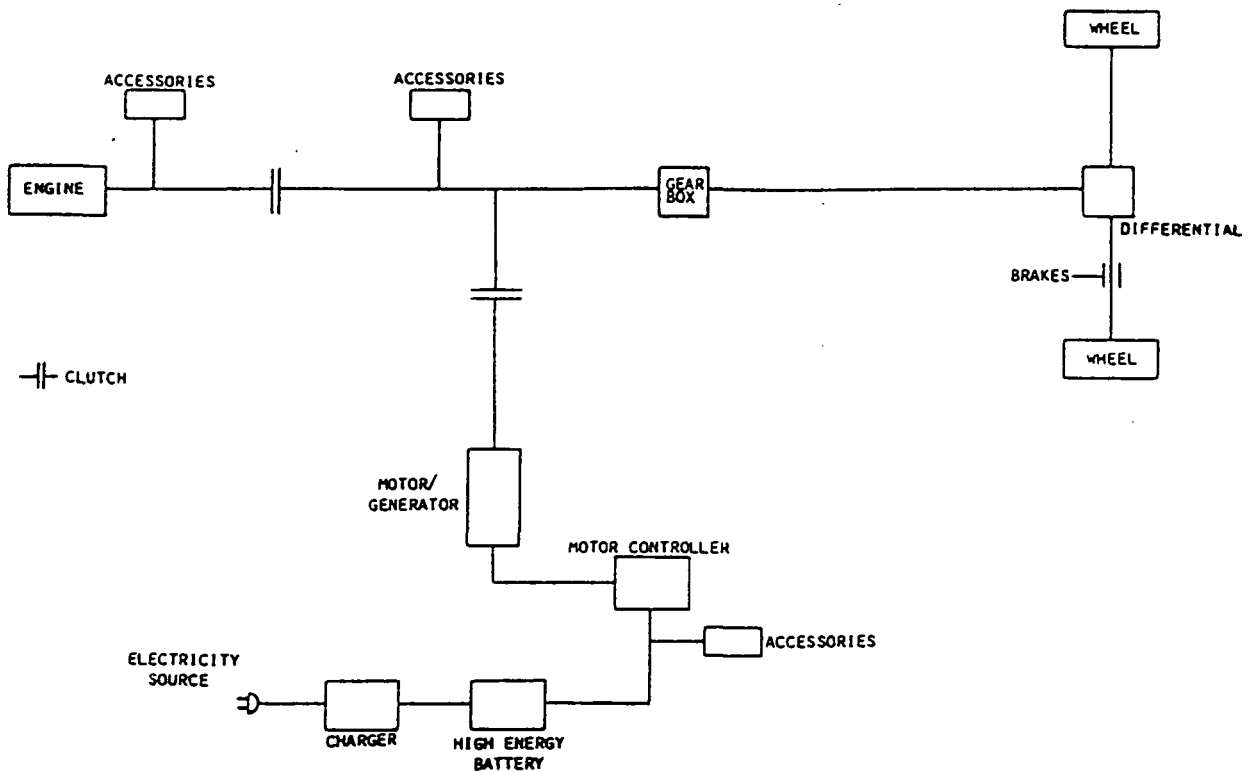 WHEEL
ACCESSORIES
ACCESSORIES
ENGINE
GEAR
BOX
DIFFERENTIAL
BRAKES
WHEEL
CLUTCH
MOTOR/
GENERATOR
MOTOR CONTROLLER
ACCESSORIES
ELECTRICITY
SOURCE
CHARGER
HIGH ENERGY
BATTERY